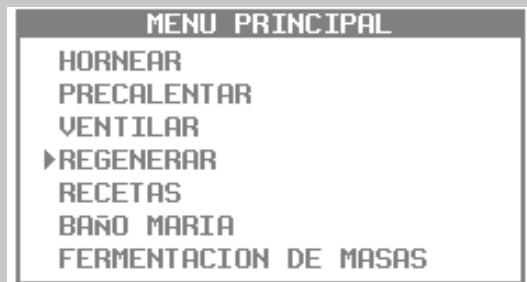 MENU PRINCIPAL
HORNEAR
PRECALENTAR
VENTILAR
REGENERAR
RECETAS
BAÑO MARIA
FERMENTACION DE MASAS